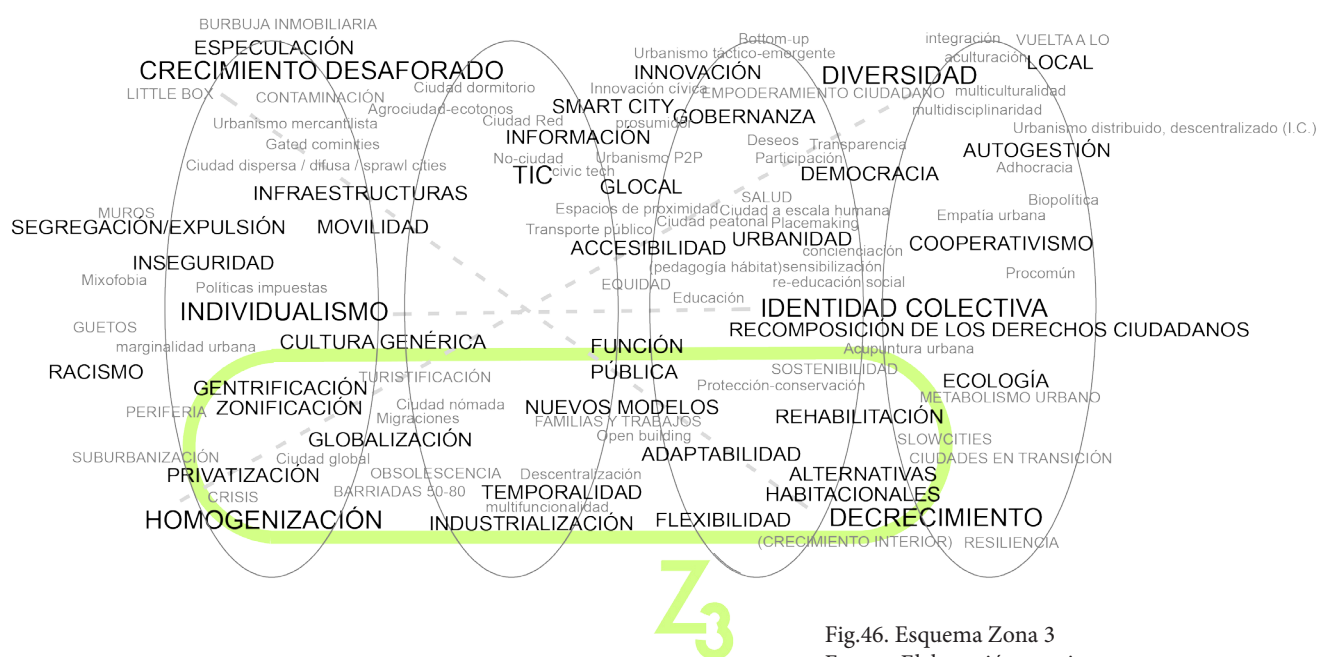 BURBUJA INMOBILIARIA
ESPECULACIÓN
CRECIMIENTO DESAFORADO
LITTLE BOX
CONTAMINACIÓN
Urbanismo mercantilista
Gated cominities
Ciudad dispersa / difusa / sprawl cities
INFRAESTRUCTURAS
MUROS
SEGREGACIÓN/EXPULSIÓN
MOVILIDAD
INSEGURIDAD
Mixofobia
Políticas impuestas
INDIVIDUALISMO
GUETOS
marginalidad urbana
CULTURA GENÉRICA
RACISMO
Ciudad dormitorio
Agrociudad-ecotonos
Ciudad Red
SMART CITY
INFORMACIÓN
prosumidor
No-ciudad
TIC
civic tech
Urbanismo P2P
GLOCAL
Espacios de proximidad
Transporte público
ACCESIBILIDAD
(pedagogía hábitat)
EQUIDAD
Bottom-up
Urbanismo táctico-emergente
INNOVACIÓN
Innovación cívica
EMPODERAMIENTO CIUDADANO
GOBERNANZA
Deseos
Transparencia
Participación
DEMOCRACIA
SALUD
Ciudad a escala humana
Ciudad peatonal
Placemaking
URBANIDAD
concienciación
sensibilización
re-educación social
Educación
IDENTIDAD COLECTIVA
RECOMPOSICIÓN DE LOS DERECHOS CIUDADANOS
Acupuntura urbana
integración
VUELTA A LO
LOCAL
aculturación
DIVERSIDAD
multiculturalidad
multidisciplinaridad
Urbanismo distribuido, descentralizado (I.C.)
AUTOGESTIÓN
Adhocracia
Biopolítica
Empatía urbana
COOPERATIVISMO
Procomún
GENTRIFICACIÓN
TURISTIFICACIÓN
PERIFERIA
ZONIFICACIÓN
Ciudad nómada
Migraciones
GLOBALIZACIÓN
SUBURBANIZACIÓN
Ciudad global
PRIVATIZACIÓN
OBSOLESCENCIA
CRISIS
BARRIADAS 50-80
HOMOGENIZACIÓN
FUNCIÓN
PÚBLICA
NUEVOS MODELOS
FAMILIAS Y TRABAJOS
Open building
ADAPTABILIDAD
Descentralización
TEMPORALIDAD
multifuncionalidad
INDUSTRIALIZACIÓN
FLEXIBILIDAD
SOSTENIBILIDAD
Protección-conservación
ECOLOGÍA
METABOLISMO URBANO
REHABILITACIÓN
SLOWCITIES
CIUDADES EN TRANSICIÓN
ALTERNATIVAS
HABITACIONALES
DECRECIMIENTO
(CRECIMIENTO INTERIOR)
RESILIENCIA
Z3
Fig.46. Esquema Zona 3